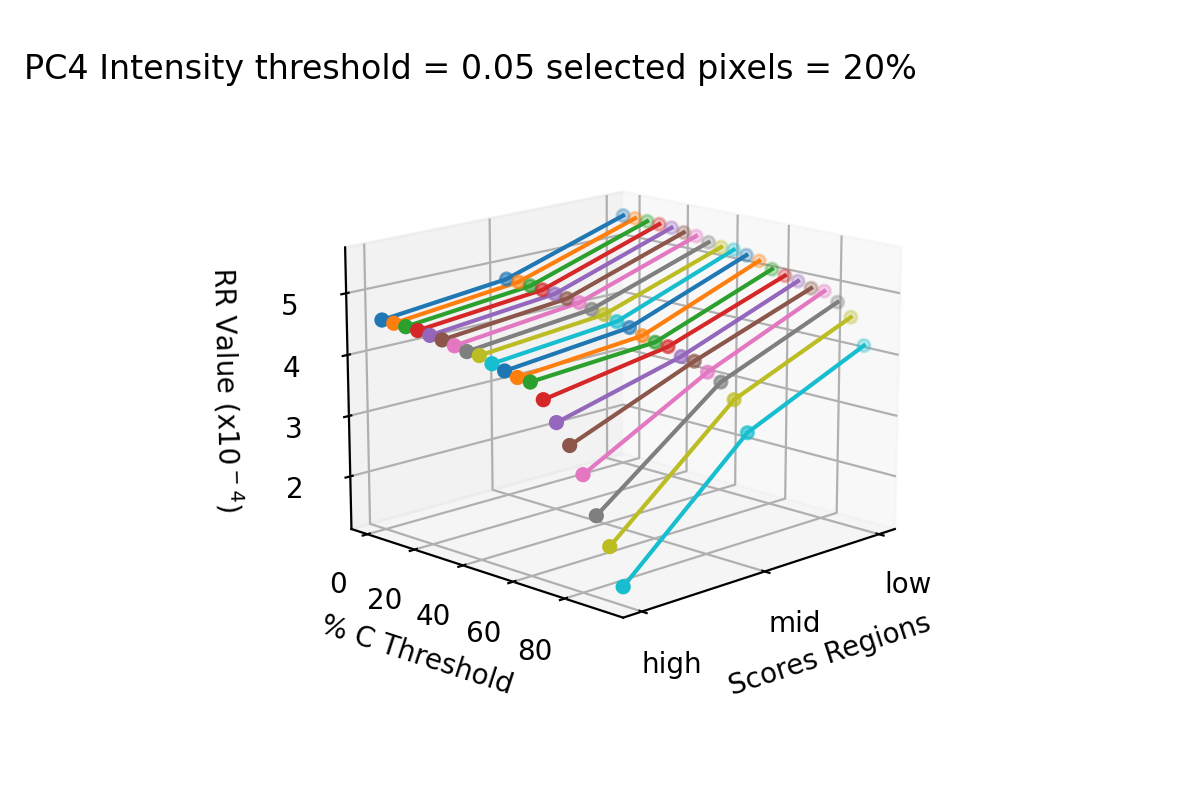 PC4 Intensity threshold = 0.05 selected pixels = 20%
RR Value (x10⁻⁴)
5
4
3
2
0
20
40
60
80
% C Threshold
high
mid
low
Scores Regions